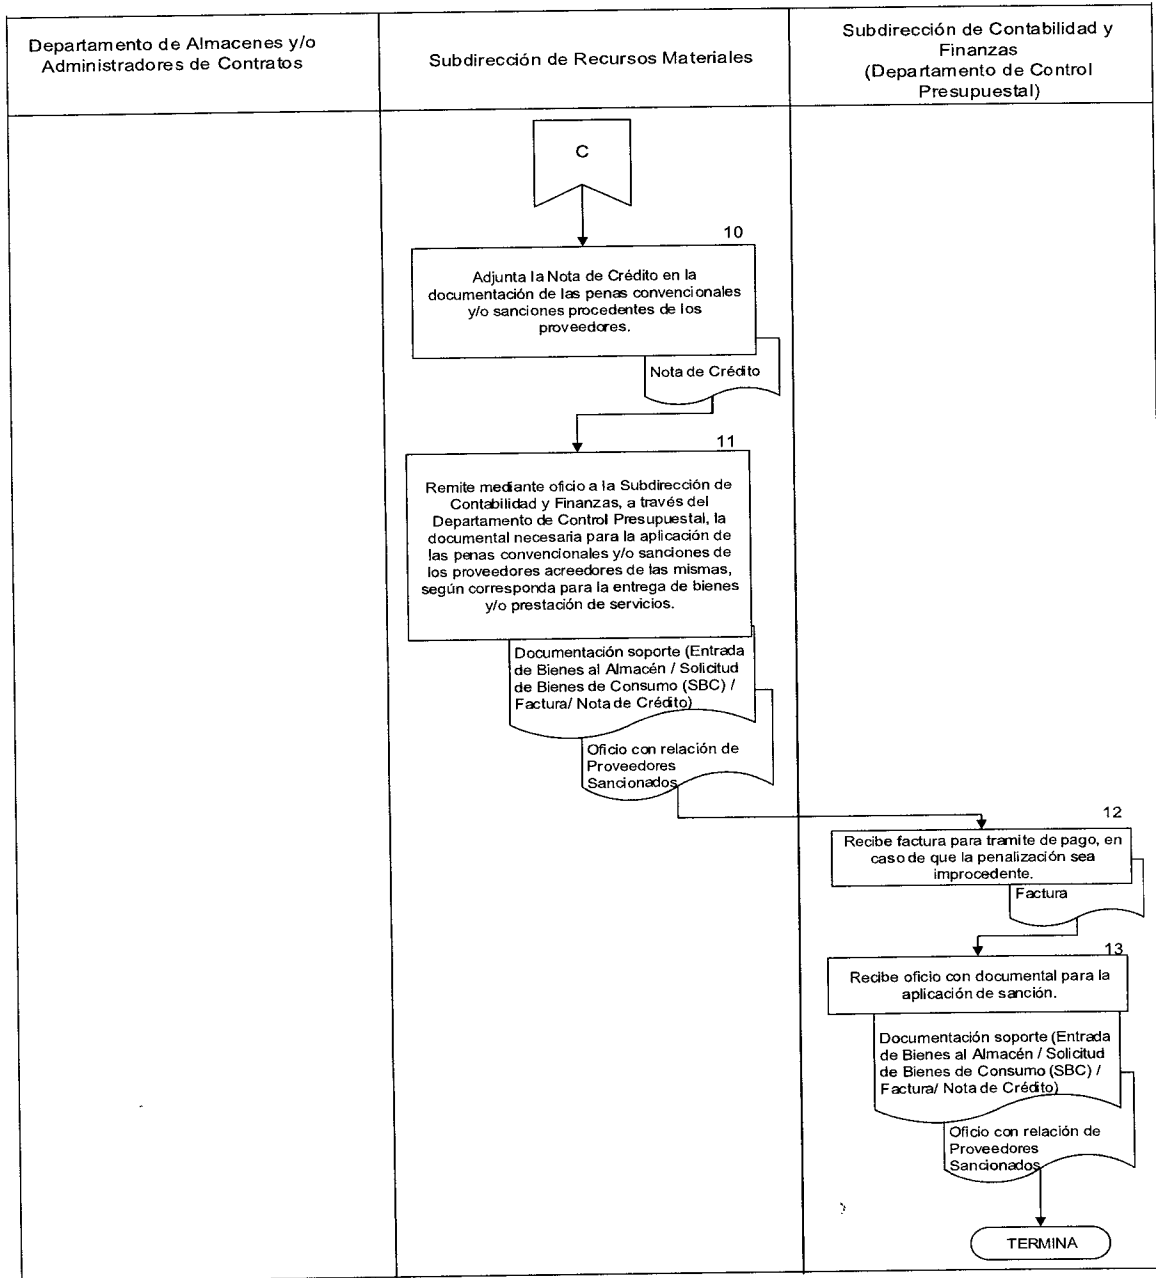 Departamento de Almacenes y/o
Administradores de Contratos
Subdirección de Recursos Materiales
Subdirección de Contabilidad y
Finanzas
(Departamento de Control
Presupuestal)
C
10
Adjunta la Nota de Crédito en la
documentación de las penas convencionales
y/o sanciones procedentes de los
proveedores.
Nota de Crédito
11
Remite mediante oficio a la Subdirección de
Contabilidad y Finanzas, a través del
Departamento de Control Presupuestal, la
documental necesaria para la aplicación de
las penas convencionales y/o sanciones de
los proveedores acreedores de las mismas,
según corresponda para la entrega de bienes
y/o prestación de servicios.
Documentación soporte (Entrada
de Bienes al Almacén / Solicitud
de Bienes de Consumo (SBC) /
Factura/ Nota de Crédito)
Oficio con relación de
Proveedores
Sancionados
12
Recibe factura para tramite de pago, en
caso de que la penalización sea
improcedente.
Factura
13
Recibe oficio con documental para la
aplicación de sanción.
Documentación soporte (Entrada
de Bienes al Almacén / Solicitud
de Bienes de Consumo (SBC) /
Factura/ Nota de Crédito)
Oficio con relación de
Proveedores
Sancionados
TERMINA